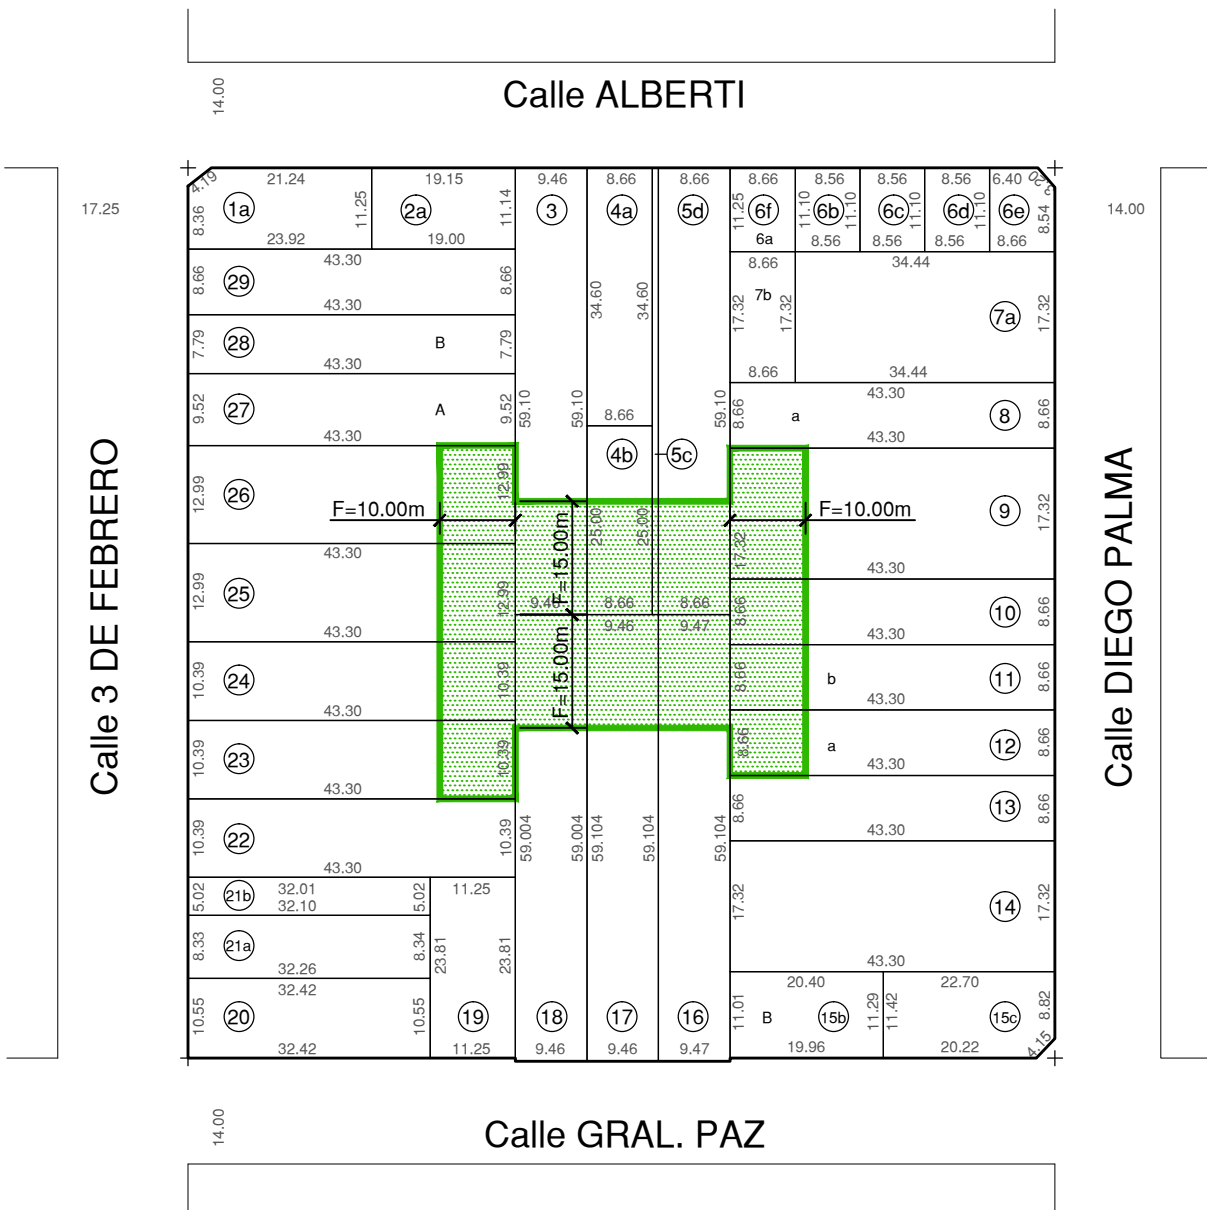 14.00
Calle ALBERTI
17.25
14.00
4.19 21.24 19.15 9.46 8.66 8.66 8.66 8.56 8.56 8.56 6.40 3.20
8.36 1a 11.25 2a 11.14 3 4a 5d 11.25 6f 11.10 6b 11.10 6c 11.10 6d 11.10 6e 8.54
23.92 19.00 6a 8.56 8.56 8.56 8.66
43.30 8.66 34.44
8.66 29 8.66
43.30
34.60 34.60 17.32 7b 17.32 7a 17.32
7.79 28 B 7.79
43.30 8.66 34.44
43.30
9.52 27 A 9.52 59.10 59.10 8.66 59.10 8.66 a 8 8.66
43.30 43.30
4b 5c
12.99 26 12.99
F=10.00m F=15.00m 25.00 25.00 17.32 F=10.00m 9 17.32
43.30 43.30
12.99 25 12.99 9.46 8.66 8.66 8.66 10 8.66
9.46 9.47
43.30 43.30
10.39 24 10.39 F=15.00m 8.66 b 11 8.66
43.30 43.30
10.39 23 10.39 8.66 a 12 8.66
43.30 43.30
10.39 22 10.39 59.004 59.004 59.104 59.104 59.104 8.66 13 8.66
43.30 43.30
5.02 21b 32.01 5.02 11.25
32.10
17.32 14 17.32
8.33 21a 8.34 23.81 23.81
32.26 43.30
32.42 20.40 22.70
10.55 20 10.55 19 18 17 16 11.01 B 15b 11.29 11.42 15c 8.82
32.42 11.25 9.46 9.46 9.47 19.96 20.22 4.15
Calle 3 DE FEBRERO
Calle DIEGO PALMA
14.00
Calle GRAL. PAZ